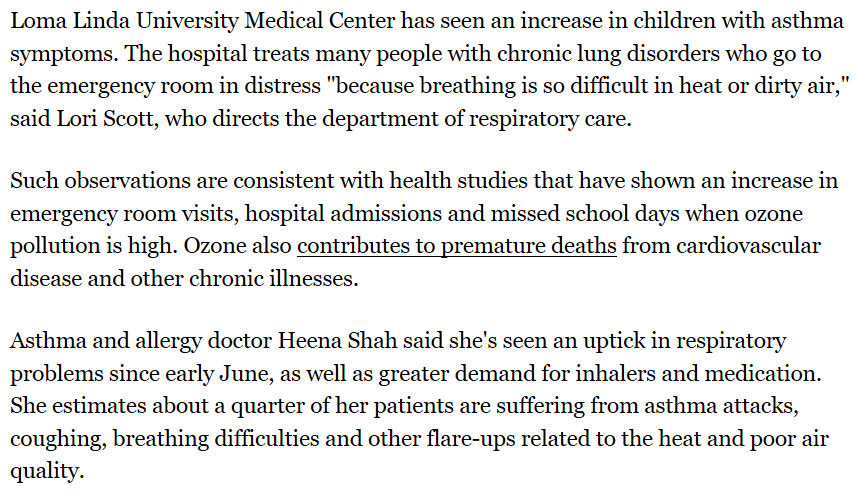 Loma Linda University Medical Center has seen an increase in children with asthma
symptoms. The hospital treats many people with chronic lung disorders who go to
the emergency room in distress "because breathing is so difficult in heat or dirty air,"
said Lori Scott, who directs the department of respiratory care.
Such observations are consistent with health studies that have shown an increase in
emergency room visits, hospital admissions and missed school days when ozone
pollution is high. Ozone also contributes to premature deaths from cardiovascular
disease and other chronic illnesses.
Asthma and allergy doctor Heena Shah said she's seen an uptick in respiratory
problems since early June, as well as greater demand for inhalers and medication.
She estimates about a quarter of her patients are suffering from asthma attacks,
coughing, breathing difficulties and other flare-ups related to the heat and poor air
quality.